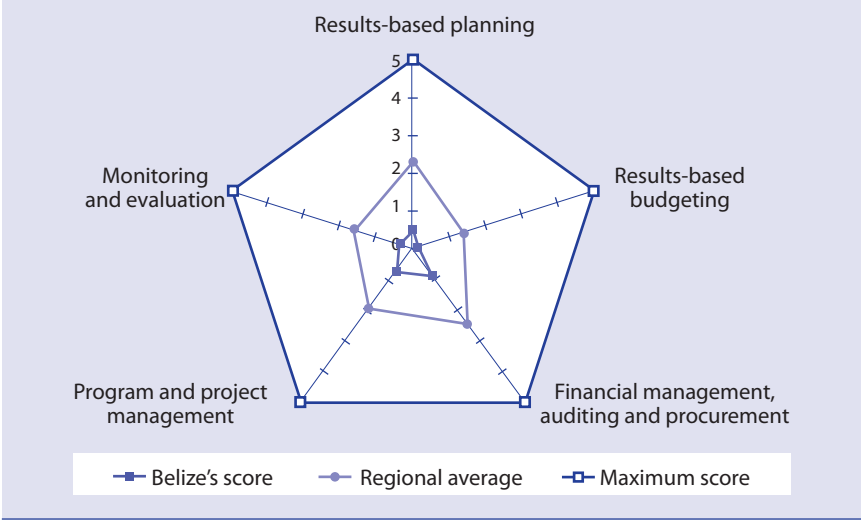 Results-based planning
5
4
3
2
1
0
Monitoring
and evaluation
Results-based
budgeting
Program and project
management
Financial management,
auditing and procurement
Belize's score
Regional average
Maximum score